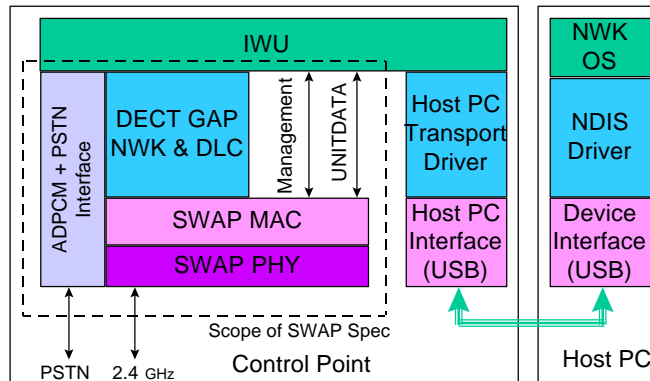 IWU
NWK
OS
ADPCM + PSTN
Interface
DECT GAP
NWK & DLC
Management
UNITDATA
Host PC
Transport
Driver
NDIS
Driver
SWAP MAC
SWAP PHY
Host PC
Interface
(USB)
Device
Interface
(USB)
Scope of SWAP Spec
PSTN
2.4 GHz
Control Point
Host PC